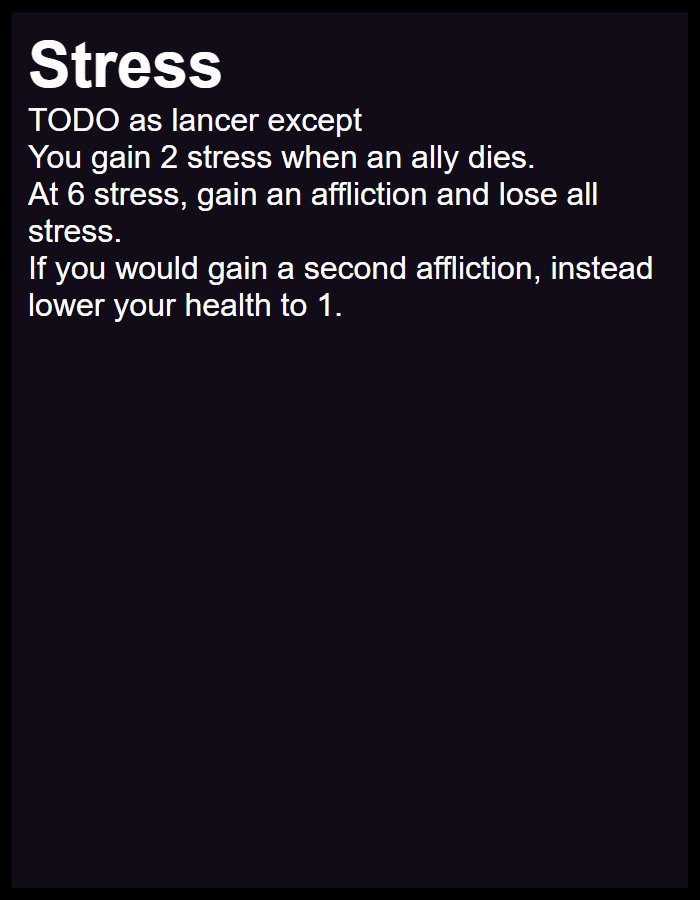 Stress
TODO as lancer except
You gain 2 stress when an ally dies.
At 6 stress, gain an affliction and lose all
stress.
If you would gain a second affliction, instead
lower your health to 1.